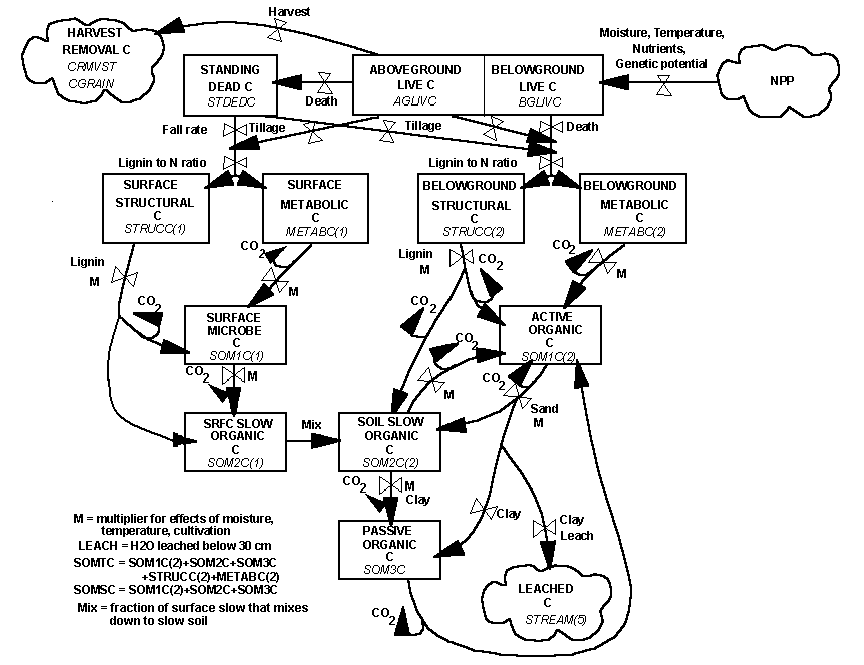 Harvest
HARVEST
REMOVAL C
CRMVST
CGRAIN
Moisture, Temperature,
Nutrients,
Genetic potential
NPP
STANDING
DEAD C
STDEDC
Death
ABOVEGROUND
LIVE C
AGLIVC
BELOWGROUND
LIVE C
BGLIVC
Fall rate
Tillage
Tillage
Death
Lignin to N ratio
Lignin to N ratio
SURFACE
STRUCTURAL
C
STRUCC(1)
SURFACE
METABOLIC
C
METABC(1)
BELOWGROUND
STRUCTURAL
C
STRUCC(2)
BELOWGROUND
METABOLIC
C
METABC(2)
Lignin
M
CO2
M
Lignin
M
CO2
CO2
M
CO2
CO2
SURFACE
MICROBE
C
SOM1C(1)
ACTIVE
ORGANIC
C
SOM1C(2)
CO2
M
CO2
M
CO2
Sand
M
SRFC SLOW
ORGANIC
C
SOM2C(1)
Mix
SOIL SLOW
ORGANIC
C
SOM2C(2)
CO2
M
Clay
Clay
Clay
Leach
PASSIVE
ORGANIC
C
SOM3C
LEACHED
C
STREAM(5)
CO2
M = multiplier for effects of moisture,
temperature, cultivation
LEACH = H2O leached below 30 cm
SOMTC = SOM1C(2)+SOM2C+SOM3C
+STRUCC(2)+METABC(2)
SOMSC = SOM1C(2)+SOM2C+SOM3C
Mix = fraction of surface slow that mixes
down to slow soil